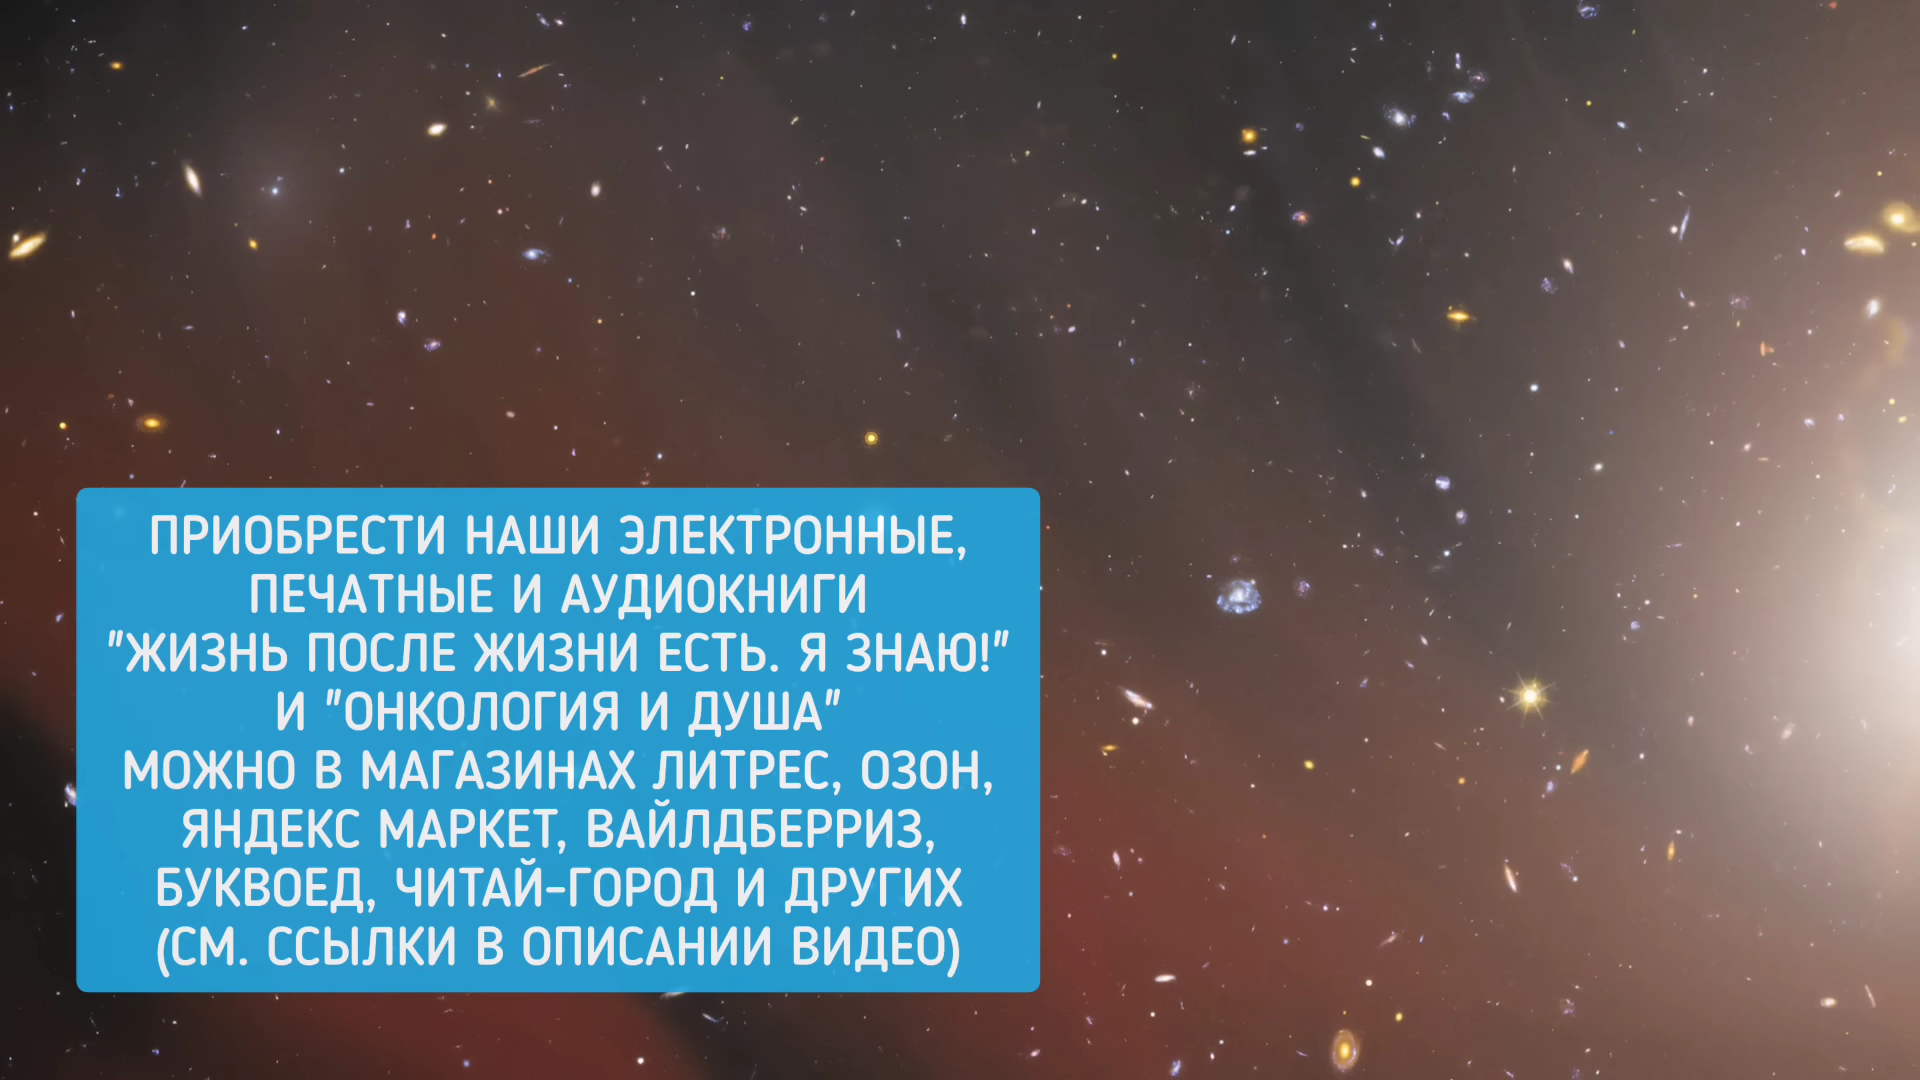 ПРИОБРЕСТИ НАШИ ЭЛЕКТРОННЫЕ,
ПЕЧАТНЫЕ И АУДИОКНИГИ
"ЖИЗНЬ ПОСЛЕ ЖИЗНИ ЕСТЬ. Я ЗНАЮ!"
И "ОНКОЛОГИЯ И ДУША"
МОЖНО В МАГАЗИНАХ ЛИТРЕС, ОЗОН,
ЯНДЕКС МАРКЕТ, ВАЙЛДБЕРРИЗ,
БУКВОЕД, ЧИТАЙ-ГОРОД И ДРУГИХ
(СМ. ССЫЛКИ В ОПИСАНИИ ВИДЕО)